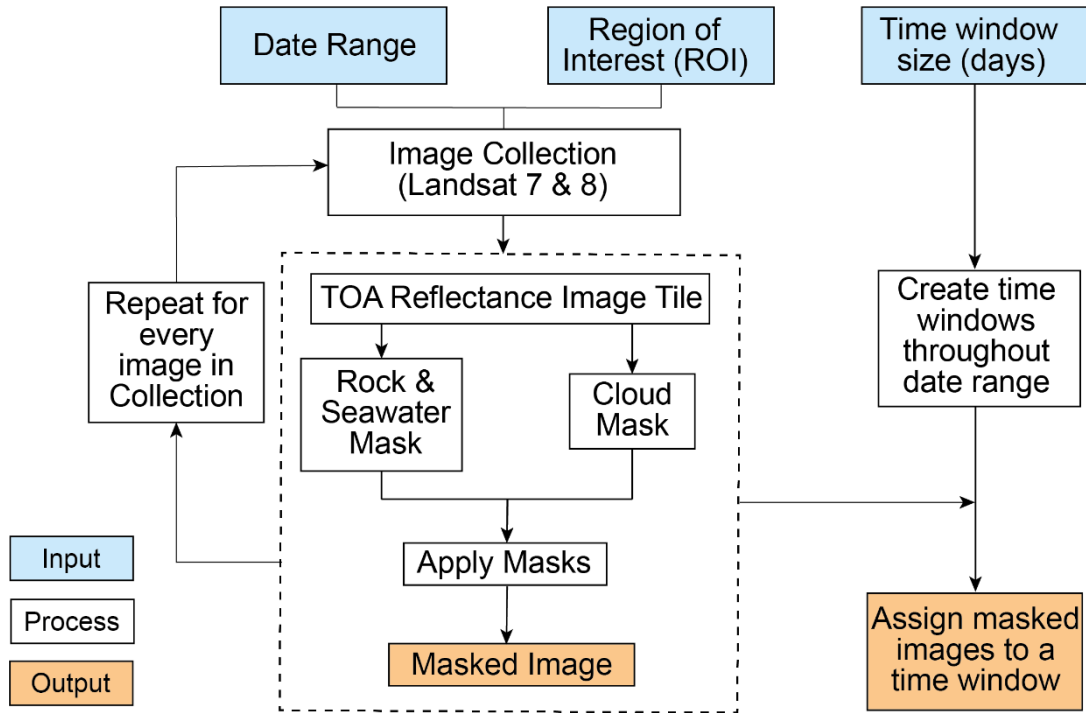 Date Range
Region of
Interest (ROI)
Time window
size (days)
Image Collection
(Landsat 7 & 8)
Repeat for
every
image in
Collection
TOA Reflectance Image Tile
Rock &
Seawater
Mask
Cloud
Mask
Create time
windows
throughout
date range
Apply Masks
Masked Image
Assign masked
images to a
time window
Input
Process
Output